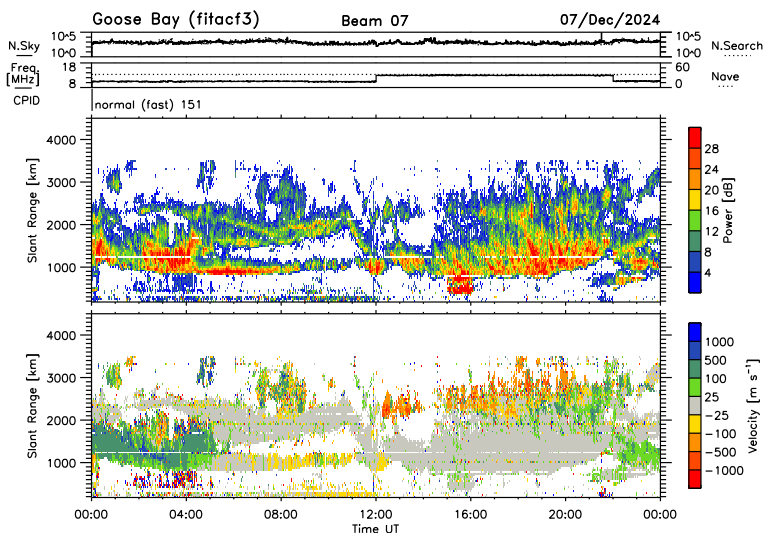 Goose Bay (fitacf3) Beam 07 07/Dec/2024
N.Sky 10^5 10^0 10^5 10^0 N.Search
Freq. [MHz] 18 8 60 0 Nave
CPID normal (fast) 151
Slant Range [km] 4000 3000 2000 1000
Power [dB] 28 24 20 16 12 8 4
Slant Range [km] 4000 3000 2000 1000
Velocity [m s⁻¹] 1000 500 100 25 −25 −100 −500 −1000
00:00 04:00 08:00 12:00 16:00 20:00 00:00
Time UT